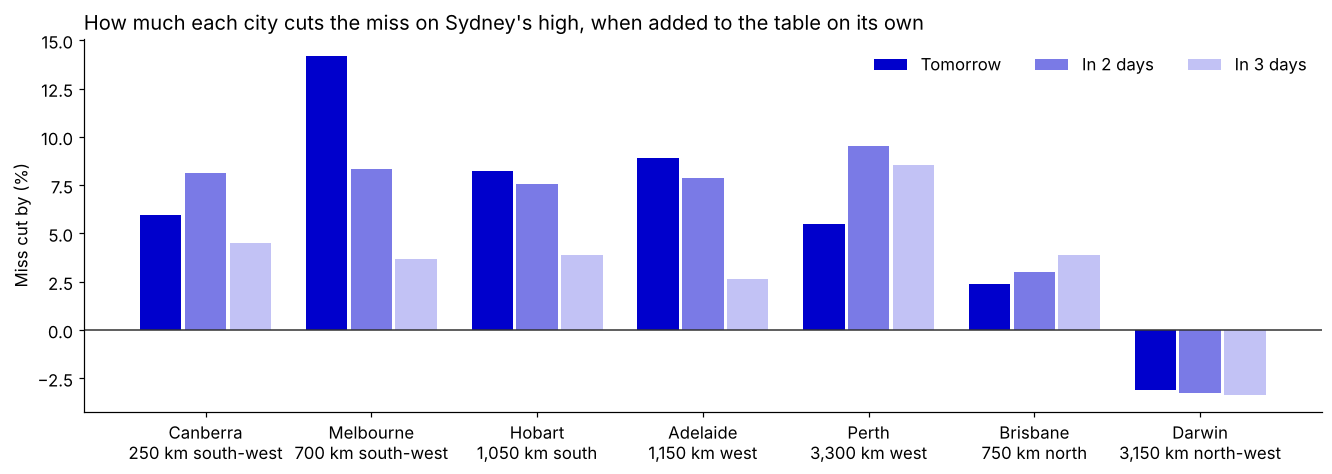 How much each city cuts the miss on Sydney's high, when added to the table on its own
Tomorrow In 2 days In 3 days
Miss cut by (%)
15.0
12.5
10.0
7.5
5.0
2.5
0.0
−2.5
Canberra Melbourne Hobart Adelaide Perth Brisbane Darwin
250 km south-west 700 km south-west 1,050 km south 1,150 km west 3,300 km west 750 km north 3,150 km north-west